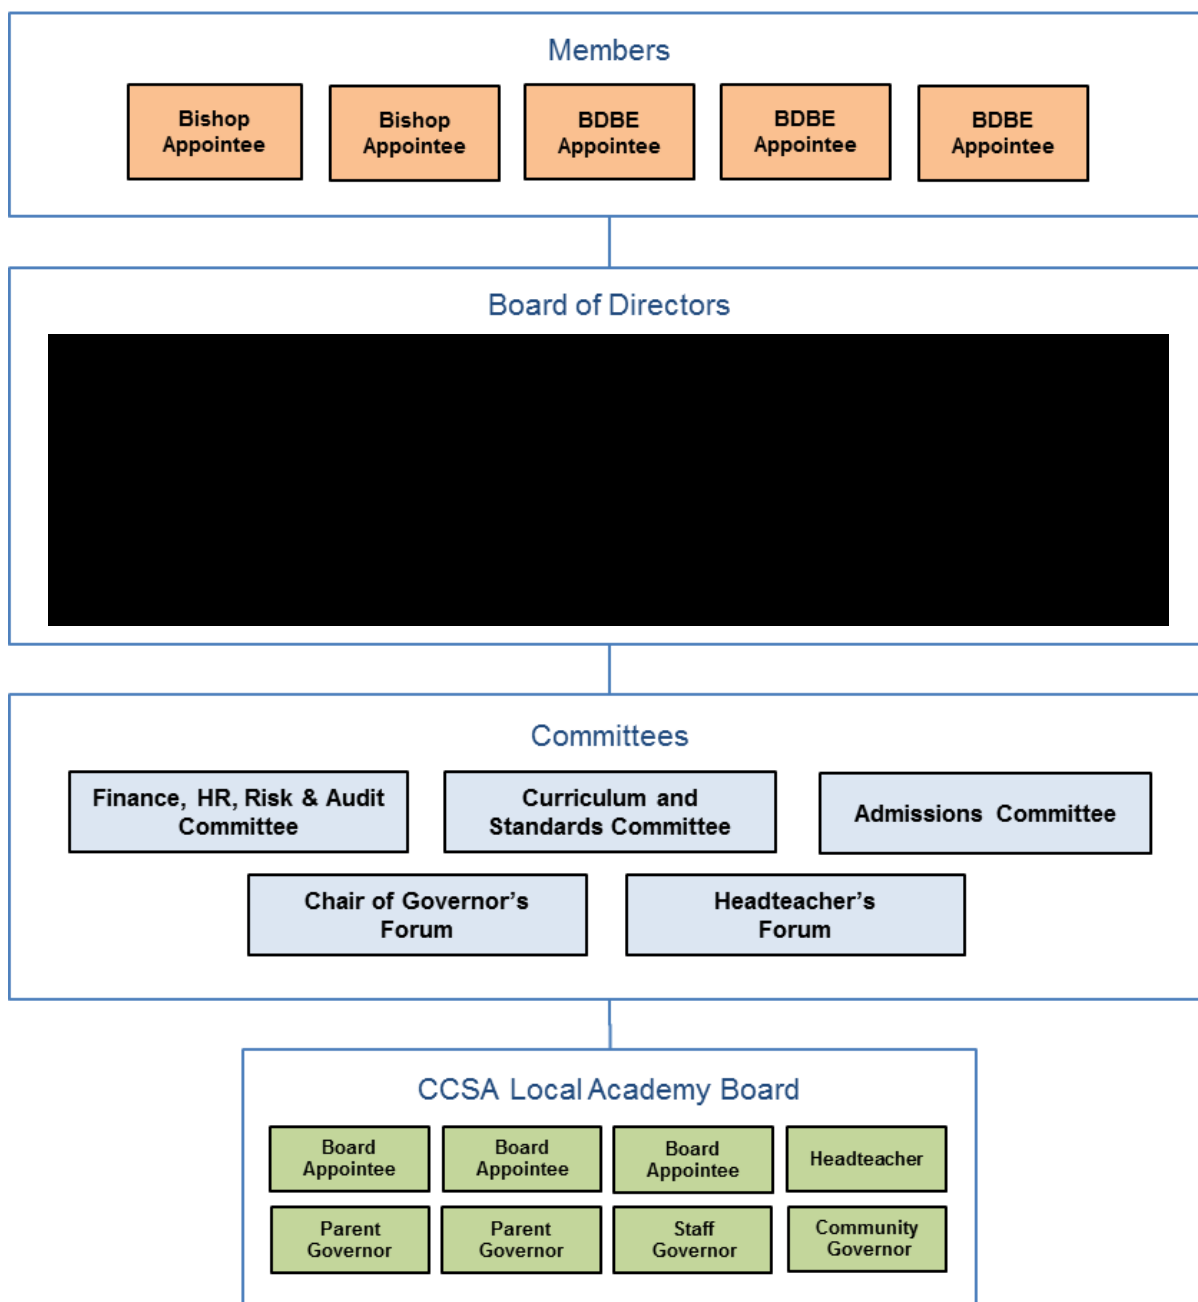 Members
Bishop
Appointee
Bishop
Appointee
BDBE
Appointee
BDBE
Appointee
BDBE
Appointee
Board of Directors
Committees
Finance, HR, Risk & Audit
Committee
Curriculum and
Standards Committee
Admissions Committee
Chair of Governor's
Forum
Headteacher's
Forum
CCSA Local Academy Board
Board
Appointee
Board
Appointee
Board
Appointee
Headteacher
Parent
Governor
Parent
Governor
Staff
Governor
Community
Governor